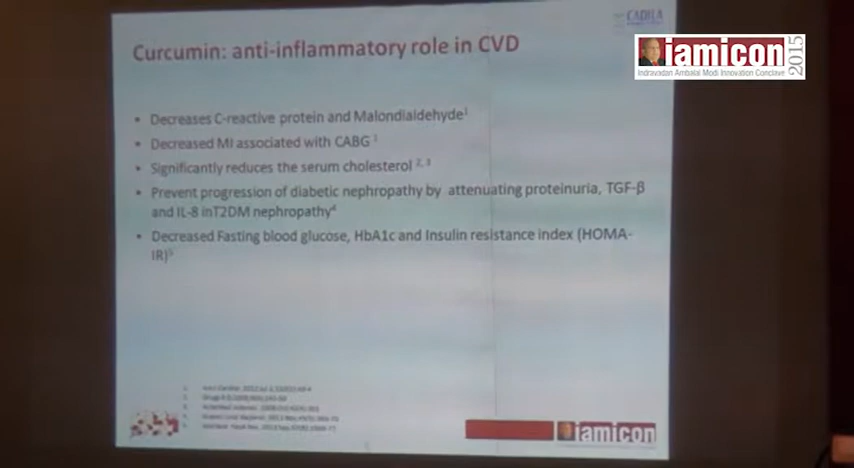 CADILA
iamicon
2015
Indravadan Ambalal Modi Innovation Conclave
Curcumin: anti-inflammatory role in CVD
• Decreases C-reactive protein and Malondialdehyde1
• Decreased MI associated with CABG 1
• Significantly reduces the serum cholesterol 2, 3
• Prevent progression of diabetic nephropathy by attenuating proteinuria, TGF-β
and IL-8 inT2DM nephropathy4
• Decreased Fasting blood glucose, HbA1c and Insulin resistance index (HOMA-
IR)5
iamicon